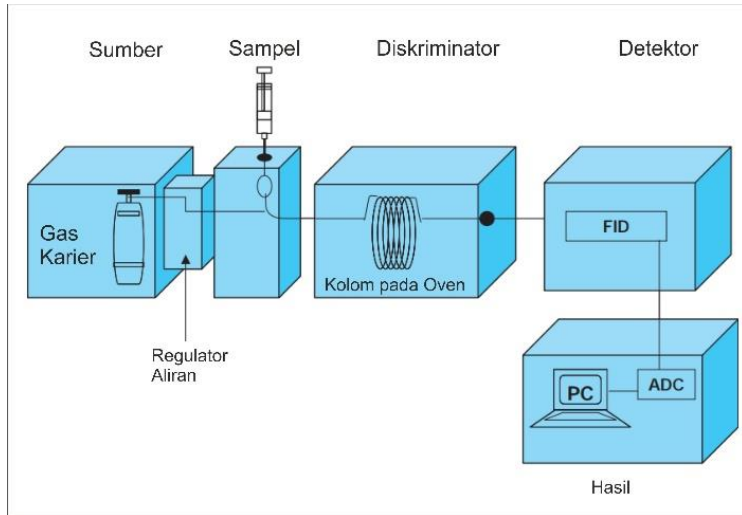 Sumber
Sampel
Diskriminator
Detektor
Gas
Karier
FID
Kolom pada Oven
Regulator
Aliran
PC
ADC
Hasil